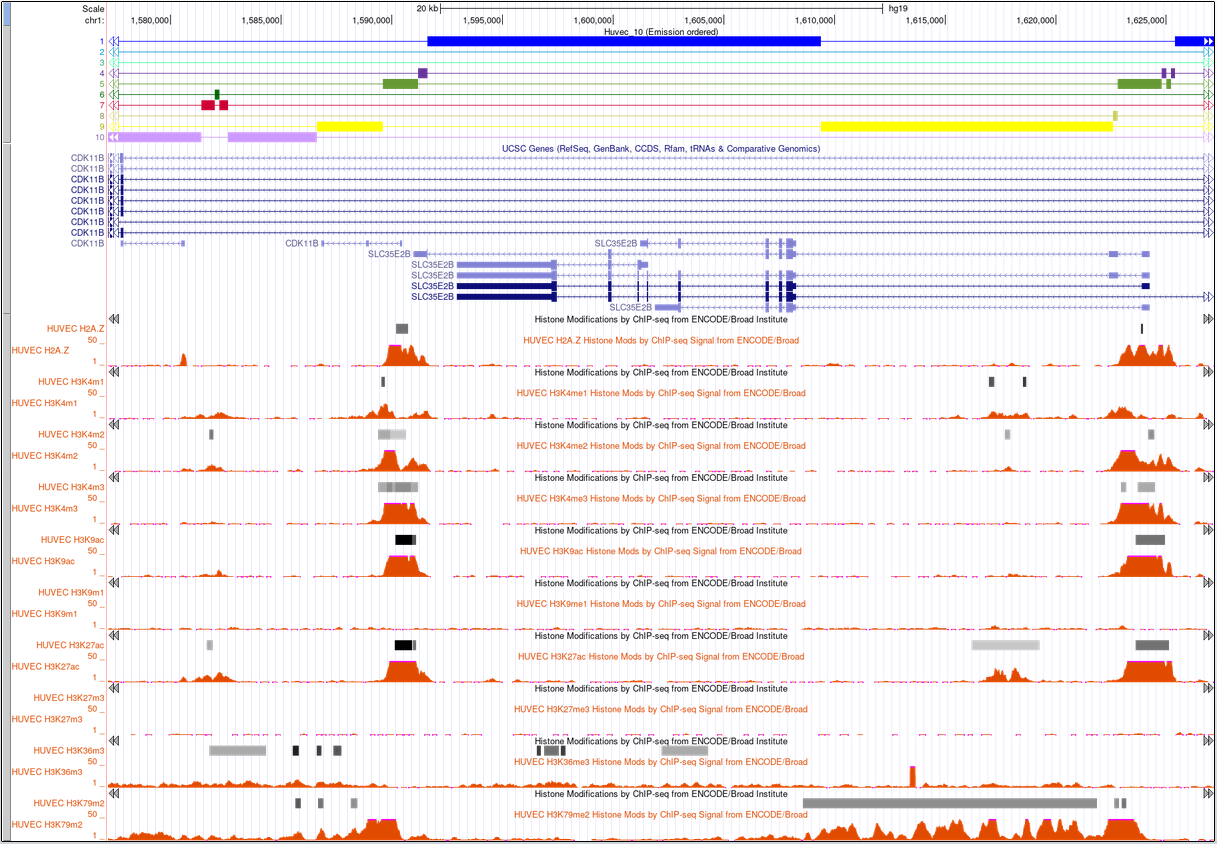 Scale 20 kb hg19
chr1: 1,580,000 1,585,000 1,590,000 1,595,000 1,600,000 1,605,000 1,610,000 1,615,000 1,620,000 1,625,000
Huvec_10 (Emission ordered)
1
2
3
4
5
6
7
8
9
10
UCSC Genes (RefSeq, GenBank, CCDS, Rfam, tRNAs & Comparative Genomics)
CDK11B
CDK11B
CDK11B
CDK11B
CDK11B
CDK11B
CDK11B
CDK11B
CDK11B CDK11B SLC35E2B
SLC35E2B
SLC35E2B
SLC35E2B
SLC35E2B
SLC35E2B
SLC35E2B
Histone Modifications by ChIP-seq from ENCODE/Broad Institute
HUVEC H2A.Z
50 HUVEC H2A.Z Histone Mods by ChIP-seq Signal from ENCODE/Broad
HUVEC H2A.Z
1
Histone Modifications by ChIP-seq from ENCODE/Broad Institute
HUVEC H3K4m1
50 HUVEC H3K4me1 Histone Mods by ChIP-seq Signal from ENCODE/Broad
HUVEC H3K4m1
1
Histone Modifications by ChIP-seq from ENCODE/Broad Institute
HUVEC H3K4m2
50 HUVEC H3K4me2 Histone Mods by ChIP-seq Signal from ENCODE/Broad
HUVEC H3K4m2
1
Histone Modifications by ChIP-seq from ENCODE/Broad Institute
HUVEC H3K4m3
50 HUVEC H3K4me3 Histone Mods by ChIP-seq Signal from ENCODE/Broad
HUVEC H3K4m3
1
Histone Modifications by ChIP-seq from ENCODE/Broad Institute
HUVEC H3K9ac
50 HUVEC H3K9ac Histone Mods by ChIP-seq Signal from ENCODE/Broad
HUVEC H3K9ac
1
Histone Modifications by ChIP-seq from ENCODE/Broad Institute
HUVEC H3K9m1
50 HUVEC H3K9me1 Histone Mods by ChIP-seq Signal from ENCODE/Broad
HUVEC H3K9m1
1
Histone Modifications by ChIP-seq from ENCODE/Broad Institute
HUVEC H3K27ac
50 HUVEC H3K27ac Histone Mods by ChIP-seq Signal from ENCODE/Broad
HUVEC H3K27ac
1
Histone Modifications by ChIP-seq from ENCODE/Broad Institute
HUVEC H3K27m3
50 HUVEC H3K27me3 Histone Mods by ChIP-seq Signal from ENCODE/Broad
HUVEC H3K27m3
1
Histone Modifications by ChIP-seq from ENCODE/Broad Institute
HUVEC H3K36m3
50 HUVEC H3K36me3 Histone Mods by ChIP-seq Signal from ENCODE/Broad
HUVEC H3K36m3
1
Histone Modifications by ChIP-seq from ENCODE/Broad Institute
HUVEC H3K79m2
50 HUVEC H3K79me2 Histone Mods by ChIP-seq Signal from ENCODE/Broad
HUVEC H3K79m2
1